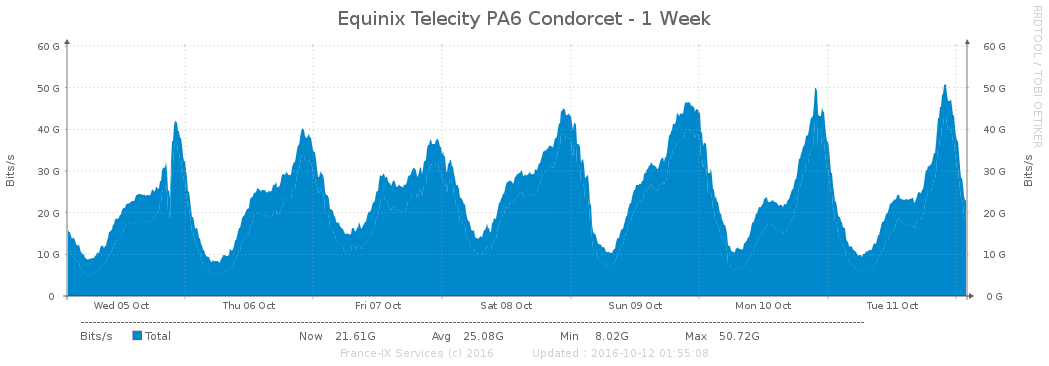 Equinix Telecity PA6 Condorcet - 1 Week
RRDTOOL / TOBI OETIKER
60 G 60 G
50 G 50 G
40 G 40 G
30 G 30 G
20 G 20 G
10 G 10 G
0 0 G
Bits/s
Bits/s
Wed 05 Oct Thu 06 Oct Fri 07 Oct Sat 08 Oct Sun 09 Oct Mon 10 Oct Tue 11 Oct
Bits/s Total Now 21.61G Avg 25.08G Min 8.02G Max 50.72G
France-IX Services (c) 2016 Updated : 2016-10-12 01:55:08